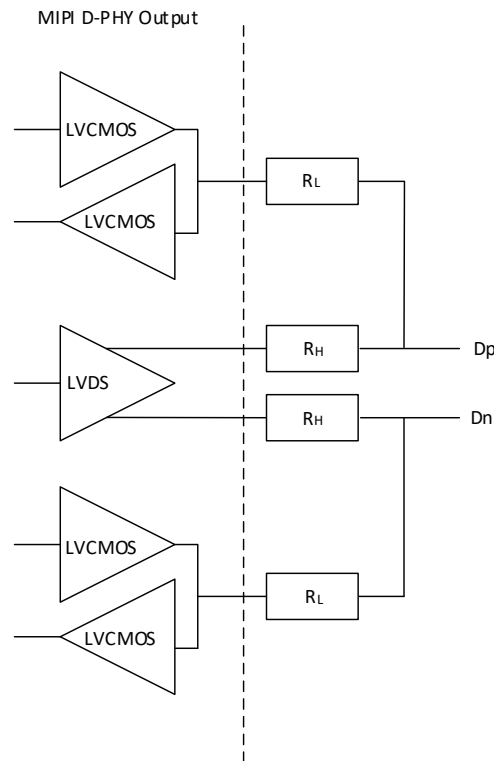 MIPI D-PHY Output
LVCMOS
RL
LVCMOS
RH
Dp
LVDS
RH
Dn
LVCMOS
RL
LVCMOS